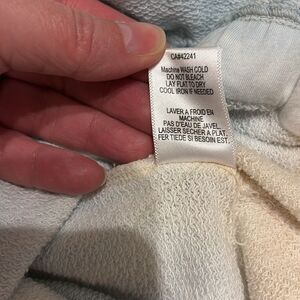 CA#42241
Machine WASH COLD
DO NOT BLEACH
LAY FLAT TO DRY
COOL IRON IF NEEDED
LAVER A FROID EN
MACHINE
PAS D'EAU DE JAVEL
LAISSER SECHER A PLAT
FER TIEDE SI BESOIN EST.